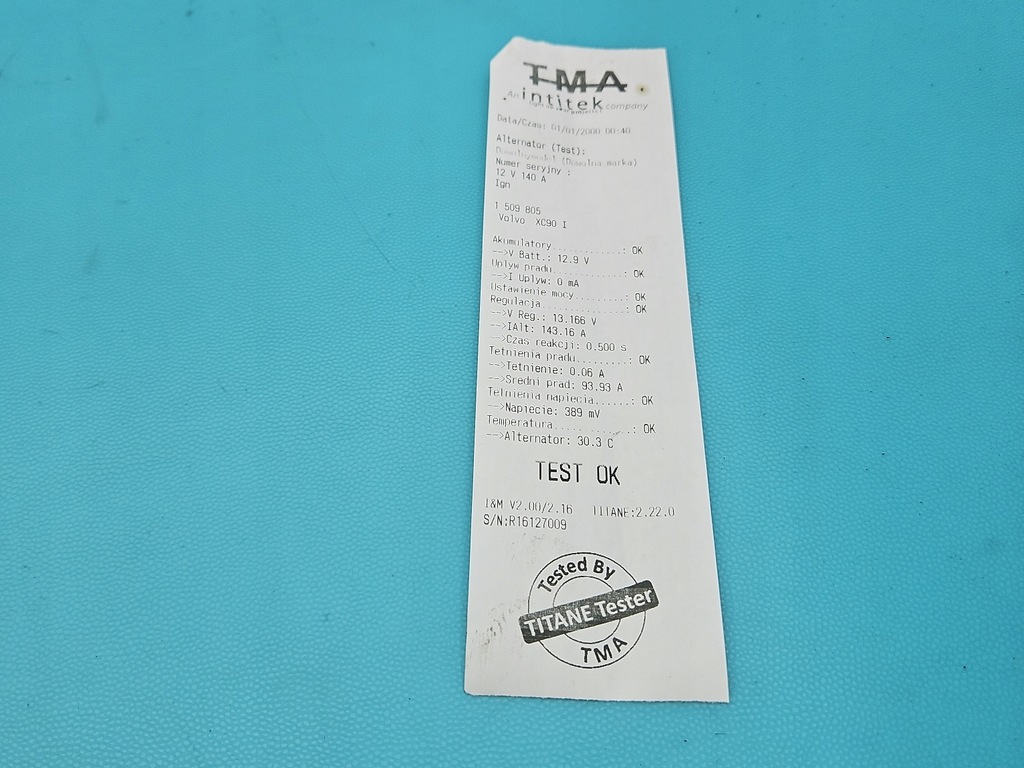 TMA
An intitek company
Data/Czas: 01/01/2000 00:40
Alternator (Test):
(Dowolna marka)
Numer seryjny :
12 V 140 A
Ign
1 509 805
Volvo XC90 I
Akumulatory............: OK
-->V Batt.: 12.9 V
Uplyw pradu............: OK
-->I Uplyw: 0 mA
Ustawienie mocy........: OK
Regulacja..............: OK
-->V Reg.: 13.166 V
-->IAlt: 143.16 A
-->Czas reakcji: 0.500 s
Tetnienia pradu........: OK
-->Tetnienie: 0.06 A
-->Sredni prad: 93.93 A
Tetnienia napiecia.....: OK
-->Napiecie: 389 mV
Temperatura............: OK
-->Alternator: 30.3 C
TEST OK
I&M V2.00/2.16 TITANE:2.22.0
S/N:R16127009
Tested By
TITANE Tester
TMA